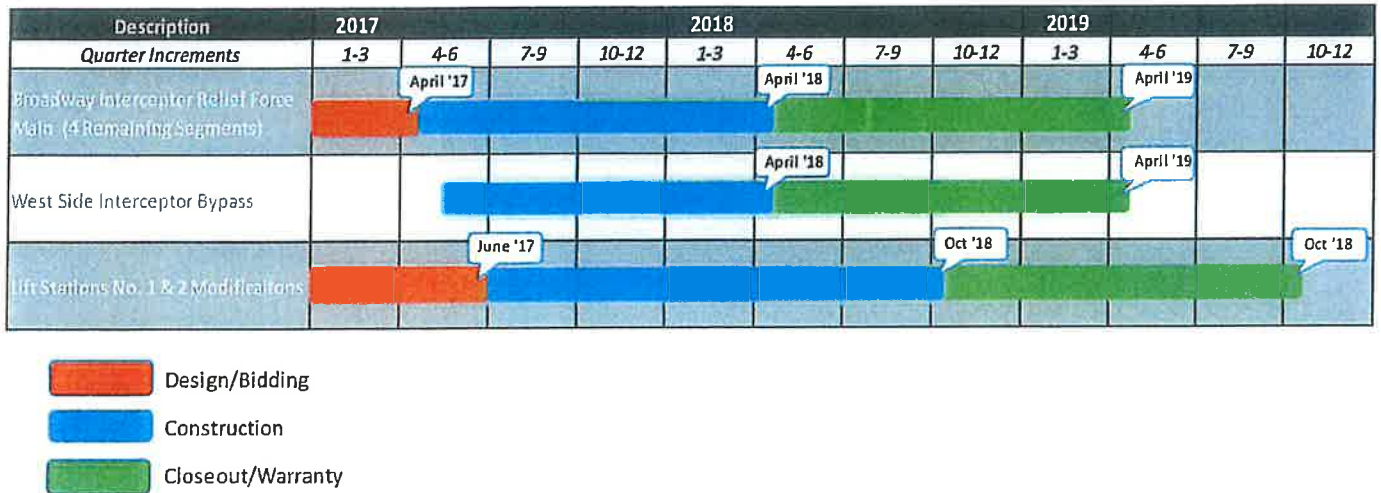 Description 2017 2018 2019
Quarter Increments 1-3 4-6 7-9 10-12 1-3 4-6 7-9 10-12 1-3 4-6 7-9 10-12
April '17 April '18 April '19
Broadway Interceptor Relief Force
Main (4 Remaining Segments)
April '18 April '19
West Side Interceptor Bypass
June '17 Oct '18 Oct '18
Lift Stations No. 1 & 2 Modificaitons
Design/Bidding
Construction
Closeout/Warranty